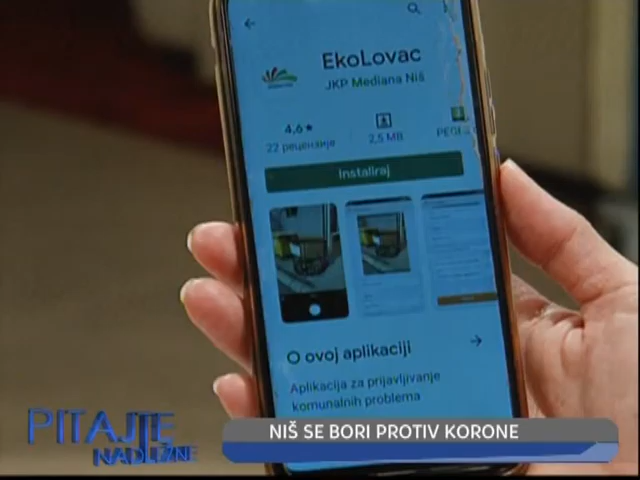 EkoLovac
JKP Mediana Niš
4,6★
22 рецензије
2,5 MB
PEGI
Instaliraj
O ovoj aplikaciji
Aplikacija za prijavljivanje
komunalnih problema
PITAJTE
NADLEŽNE
NIŠ SE BORI PROTIV KORONE